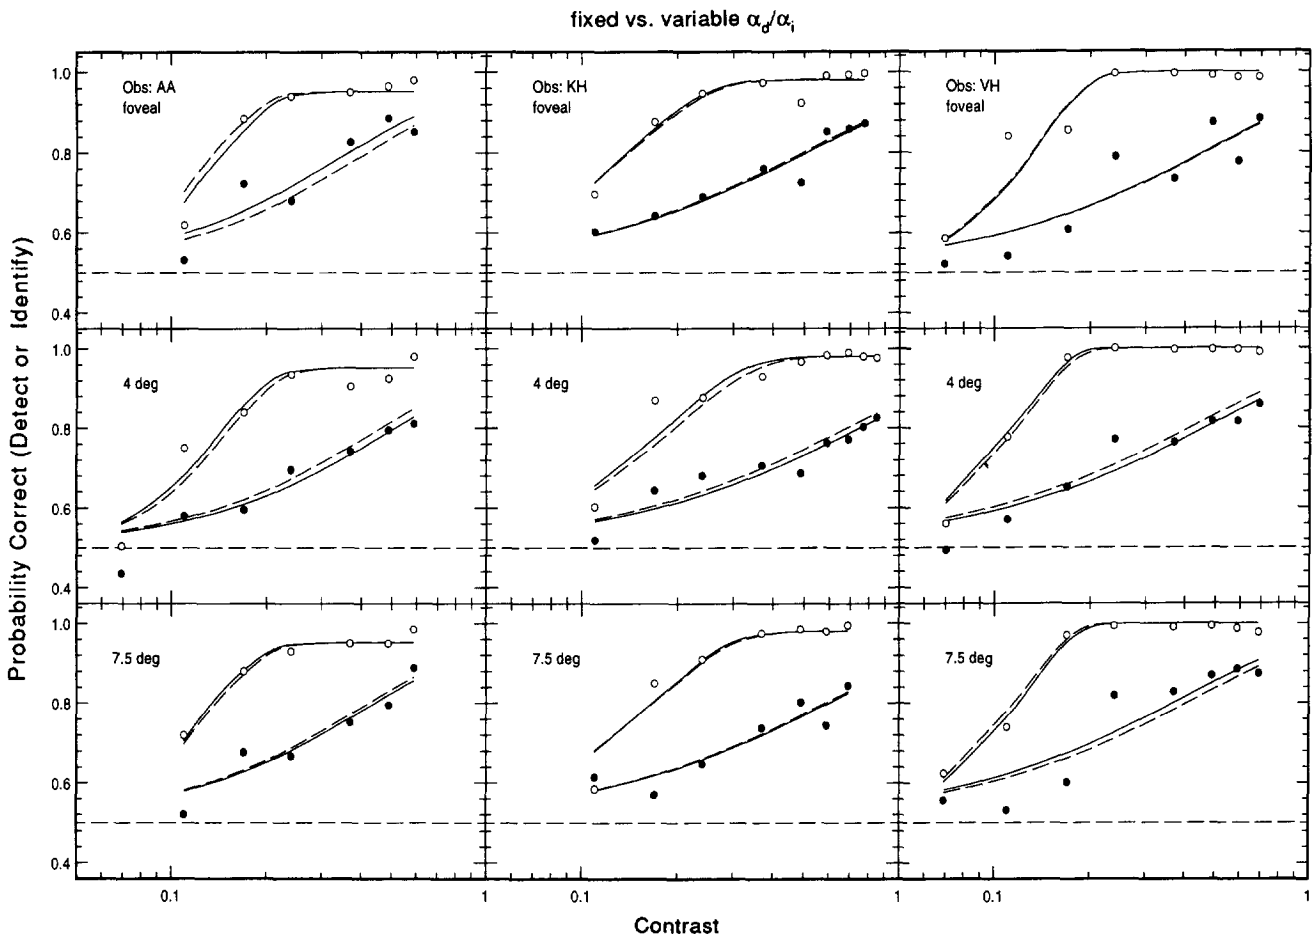 fixed vs. variable αd/αi
Probability Correct (Detect or Identify)
1.0
0.8
0.6
0.4
Obs: AA
foveal
Obs: KH
foveal
Obs: VH
foveal
1.0
0.8
0.6
0.4
4 deg
4 deg
4 deg
1.0
0.8
0.6
0.4
7.5 deg
7.5 deg
7.5 deg
0.1 1 0.1 1 0.1 1
Contrast